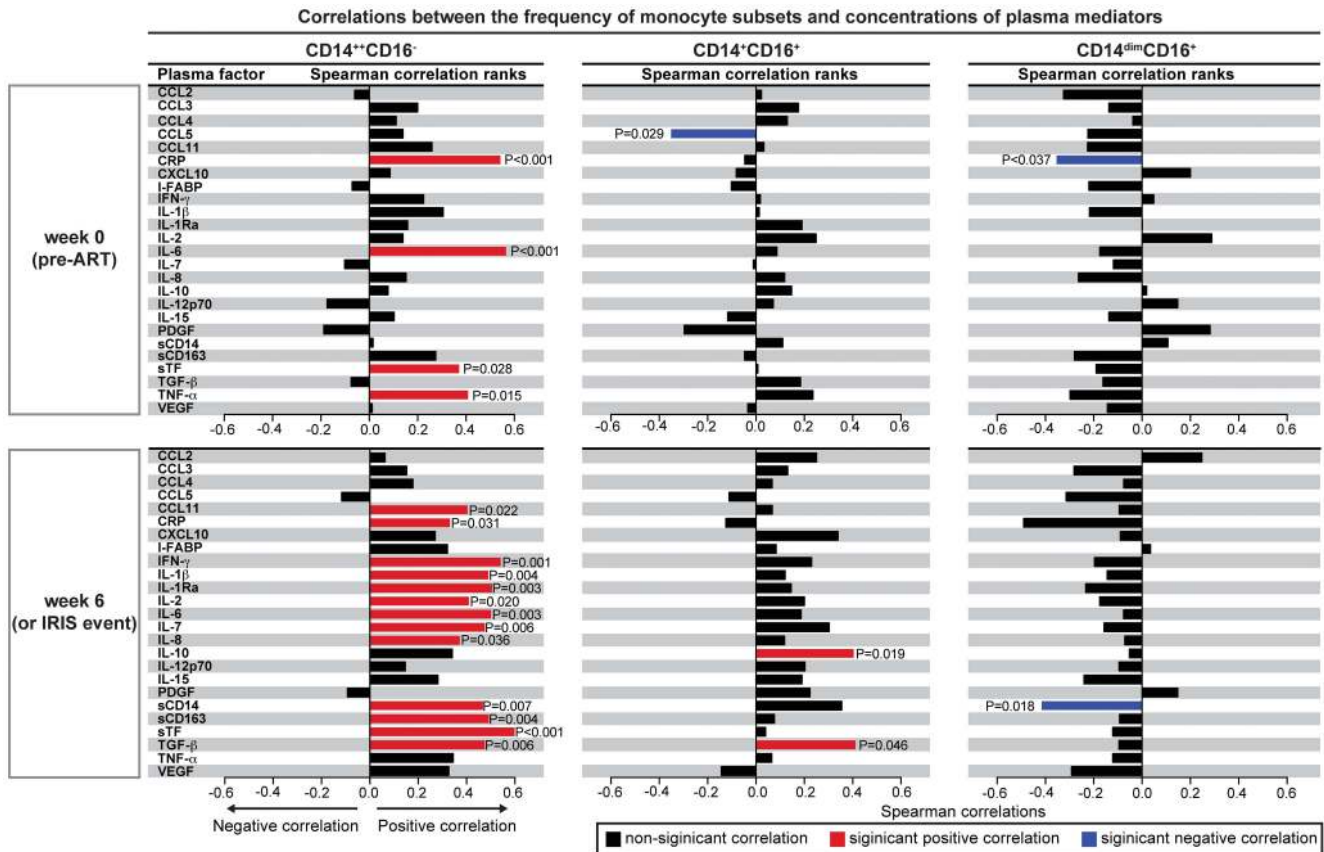 Correlations between the frequency of monocyte subsets and concentrations of plasma mediators
CD14++CD16- CD14+CD16+ CD14dimCD16+
Plasma factor Spearman correlation ranks Spearman correlation ranks Spearman correlation ranks
week 0
(pre-ART)
CCL2
CCL3
CCL4
CCL5 P=0.029
CCL11
CRP P<0.001 P<0.037
CXCL10
I-FABP
IFN-γ
IL-1β
IL-1Ra
IL-2
IL-6 P<0.001
IL-7
IL-8
IL-10
IL-12p70
IL-15
PDGF
sCD14
sCD163
sTF P=0.028
TGF-β
TNF-α P=0.015
VEGF
-0.6 -0.4 -0.2 0.0 0.2 0.4 0.6 -0.6 -0.4 -0.2 0.0 0.2 0.4 0.6 -0.6 -0.4 -0.2 0.0 0.2 0.4 0.6
week 6
(or IRIS event)
CCL2
CCL3
CCL4
CCL5
CCL11 P=0.022
CRP P=0.031
CXCL10
I-FABP
IFN-γ P=0.001
IL-1β P=0.004
IL-1Ra P=0.003
IL-2 P=0.020
IL-6 P=0.003
IL-7 P=0.006
IL-8 P=0.036
IL-10 P=0.019
IL-12p70
IL-15
PDGF
sCD14 P=0.007 P=0.018
sCD163 P=0.004
sTF P<0.001
TGF-β P=0.006 P=0.046
TNF-α
VEGF
-0.6 -0.4 -0.2 0.0 0.2 0.4 0.6 -0.6 -0.4 -0.2 0.0 0.2 0.4 0.6 -0.6 -0.4 -0.2 0.0 0.2 0.4 0.6
Negative correlation Positive correlation
Spearman correlations
non-siginicant correlation siginicant positive correlation siginicant negative correlation